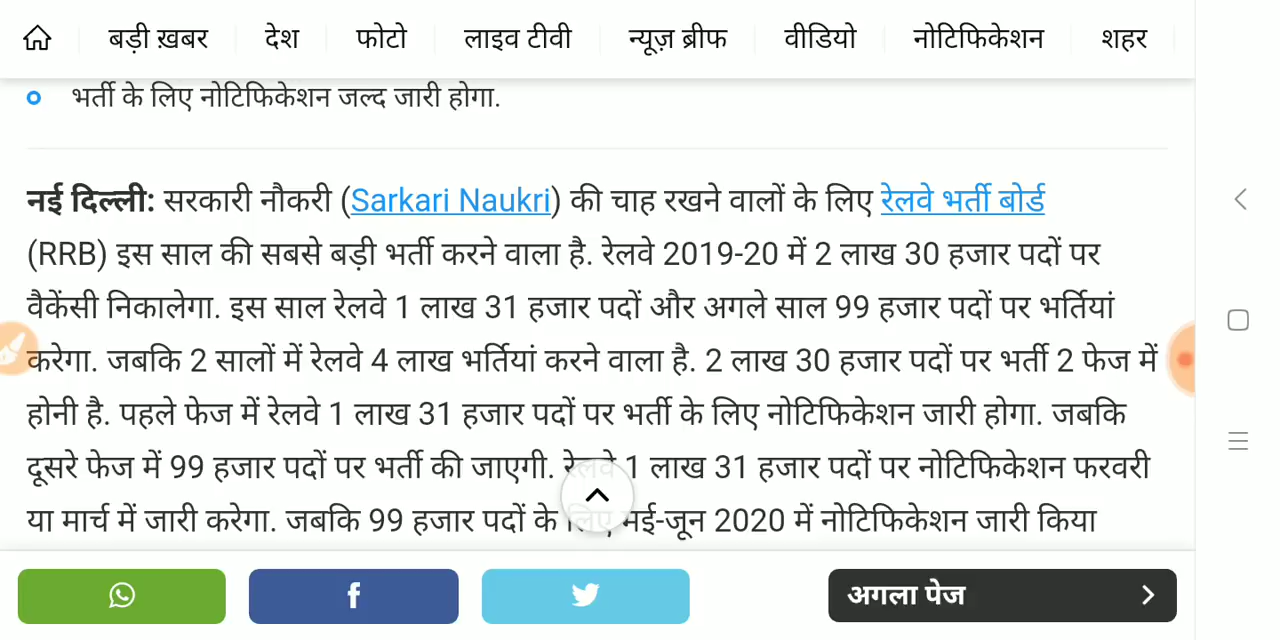 बड़ी ख़बर देश फोटो लाइव टीवी न्यूज़ ब्रीफ वीडियो नोटिफिकेशन शहर
भर्ती के लिए नोटिफिकेशन जल्द जारी होगा.
नई दिल्ली: सरकारी नौकरी (Sarkari Naukri) की चाह रखने वालों के लिए रेलवे भर्ती बोर्ड
(RRB) इस साल की सबसे बड़ी भर्ती करने वाला है. रेलवे 2019-20 में 2 लाख 30 हजार पदों पर
वैकेंसी निकालेगा. इस साल रेलवे 1 लाख 31 हजार पदों और अगले साल 99 हजार पदों पर भर्तियां
करेगा. जबकि 2 सालों में रेलवे 4 लाख भर्तियां करने वाला है. 2 लाख 30 हजार पदों पर भर्ती 2 फेज में
होनी है. पहले फेज में रेलवे 1 लाख 31 हजार पदों पर भर्ती के लिए नोटिफिकेशन जारी होगा. जबकि
दूसरे फेज में 99 हजार पदों पर भर्ती की जाएगी. रेलवे 1 लाख 31 हजार पदों पर नोटिफिकेशन फरवरी
या मार्च में जारी करेगा. जबकि 99 हजार पदों के लिए मई-जून 2020 में नोटिफिकेशन जारी किया
अगला पेज